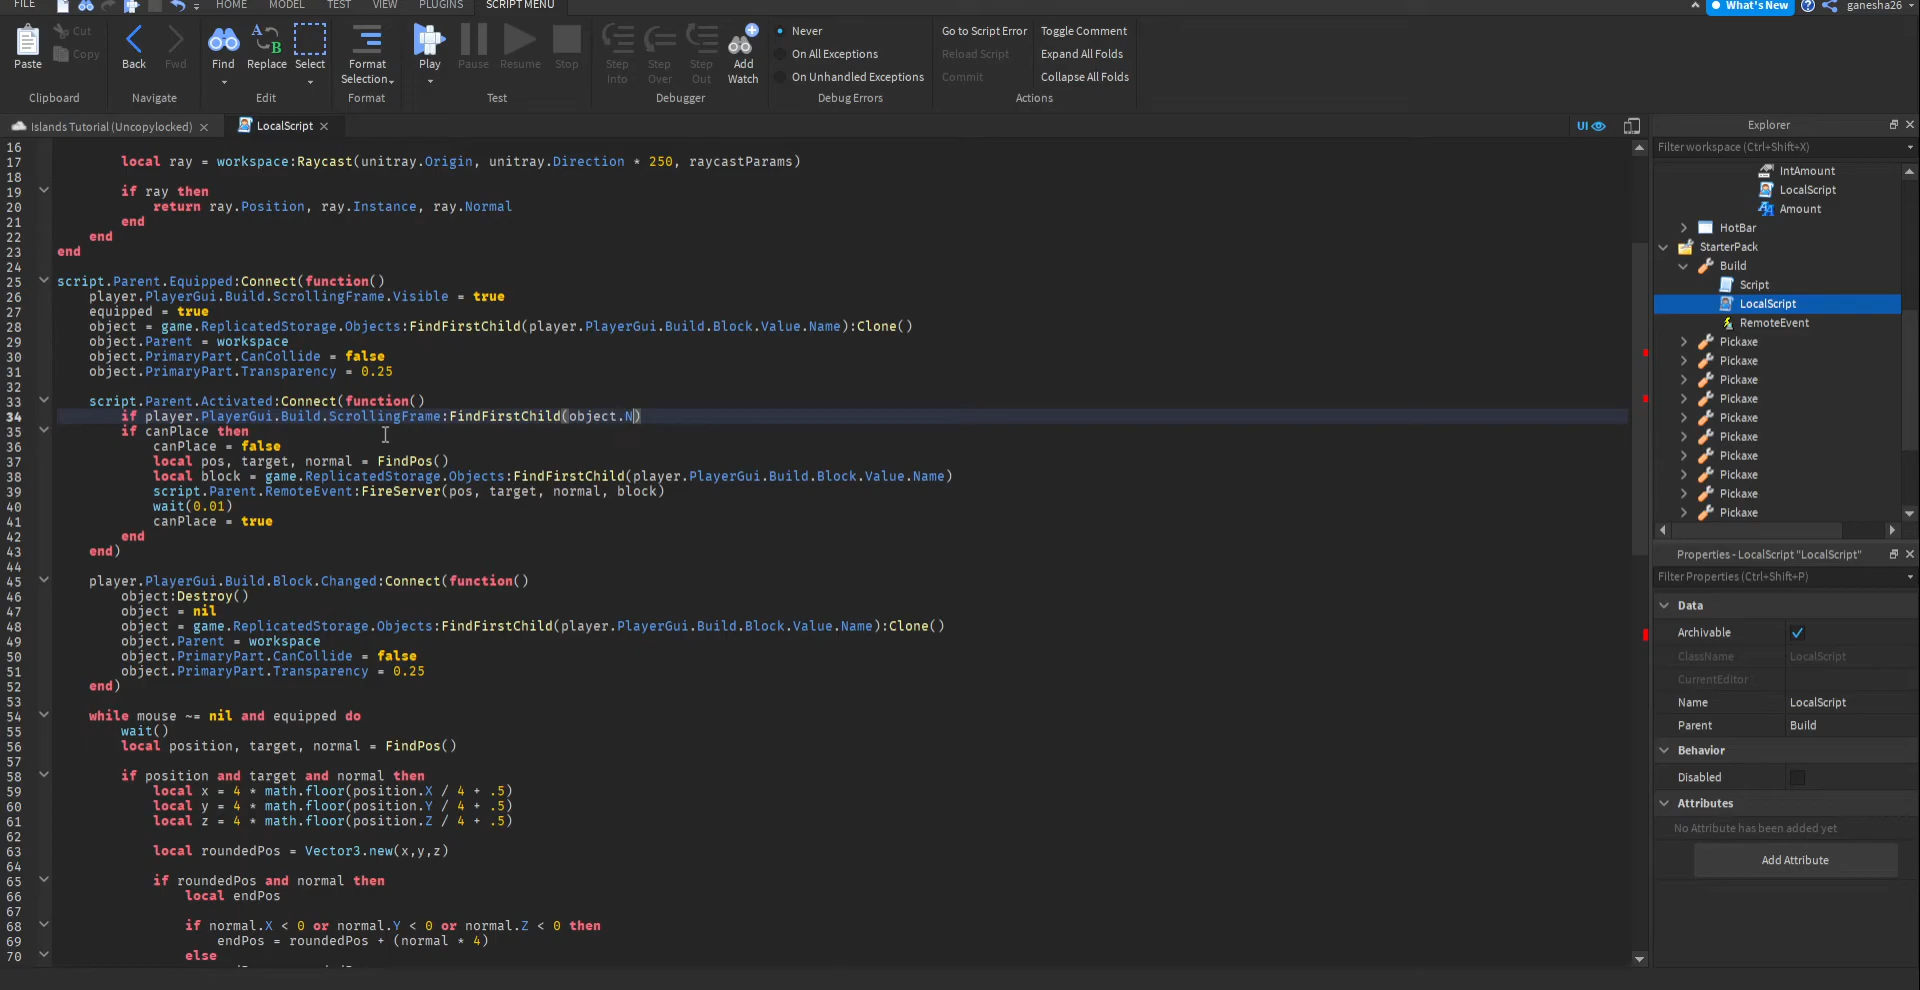 FILE HOME MODEL TEST VIEW PLUGINS SCRIPT MENU What's New ganesha26
Paste Cut Copy
Clipboard
Back Fwd
Navigate
Find Replace Select
Edit
Format Selection
Format
Play Pause Resume Stop
Test
Step Into Step Over Step Out Add Watch
Debugger
Never
On All Exceptions
On Unhandled Exceptions
Debug Errors
Go to Script Error Toggle Comment
Reload Script Expand All Folds
Commit Collapse All Folds
Actions
Islands Tutorial (Uncopylocked) LocalScript UI
16
17 local ray = workspace:Raycast(unitray.Origin, unitray.Direction * 250, raycastParams)
18
19 if ray then
20 return ray.Position, ray.Instance, ray.Normal
21 end
22 end
23 end
24
25 script.Parent.Equipped:Connect(function()
26 player.PlayerGui.Build.ScrollingFrame.Visible = true
27 equipped = true
28 object = game.ReplicatedStorage.Objects:FindFirstChild(player.PlayerGui.Build.Block.Value.Name):Clone()
29 object.Parent = workspace
30 object.PrimaryPart.CanCollide = false
31 object.PrimaryPart.Transparency = 0.25
32
33 script.Parent.Activated:Connect(function()
34 if player.PlayerGui.Build.ScrollingFrame:FindFirstChild(object.N)
35 if canPlace then
36 canPlace = false
37 local pos, target, normal = FindPos()
38 local block = game.ReplicatedStorage.Objects:FindFirstChild(player.PlayerGui.Build.Block.Value.Name)
39 script.Parent.RemoteEvent:FireServer(pos, target, normal, block)
40 wait(0.01)
41 canPlace = true
42 end
43 end)
44
45 player.PlayerGui.Build.Block.Changed:Connect(function()
46 object:Destroy()
47 object = nil
48 object = game.ReplicatedStorage.Objects:FindFirstChild(player.PlayerGui.Build.Block.Value.Name):Clone()
49 object.Parent = workspace
50 object.PrimaryPart.CanCollide = false
51 object.PrimaryPart.Transparency = 0.25
52 end)
53
54 while mouse ~= nil and equipped do
55 wait()
56 local position, target, normal = FindPos()
57
58 if position and target and normal then
59 local x = 4 * math.floor(position.X / 4 + .5)
60 local y = 4 * math.floor(position.Y / 4 + .5)
61 local z = 4 * math.floor(position.Z / 4 + .5)
62
63 local roundedPos = Vector3.new(x,y,z)
64
65 if roundedPos and normal then
66 local endPos
67
68 if normal.X < 0 or normal.Y < 0 or normal.Z < 0 then
69 endPos = roundedPos + (normal * 4)
70 else
Explorer
Filter workspace (Ctrl+Shift+X)
IntAmount
LocalScript
Amount
HotBar
StarterPack
Build
Script
LocalScript
RemoteEvent
Pickaxe
Pickaxe
Pickaxe
Pickaxe
Pickaxe
Pickaxe
Pickaxe
Pickaxe
Pickaxe
Pickaxe
Properties - LocalScript "LocalScript"
Filter Properties (Ctrl+Shift+P)
Data
Archivable
ClassName LocalScript
CurrentEditor
Name LocalScript
Parent Build
Behavior
Disabled
Attributes
No Attribute has been added yet
Add Attribute